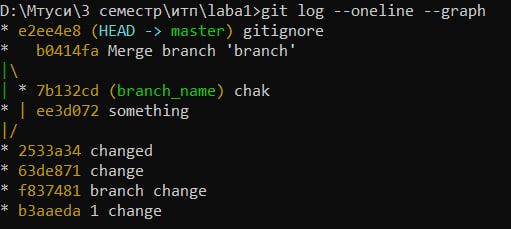 D:\Мтуси\3 семестр\итп\laba1>git log --oneline --graph
* e2ee4e8 (HEAD -> master) gitignore
*   b0414fa Merge branch 'branch'
|\
| * 7b132cd (branch_name) chak
* | ee3d072 something
|/
* 2533a34 changed
* 63de871 change
* f837481 branch change
* b3aaeda 1 change